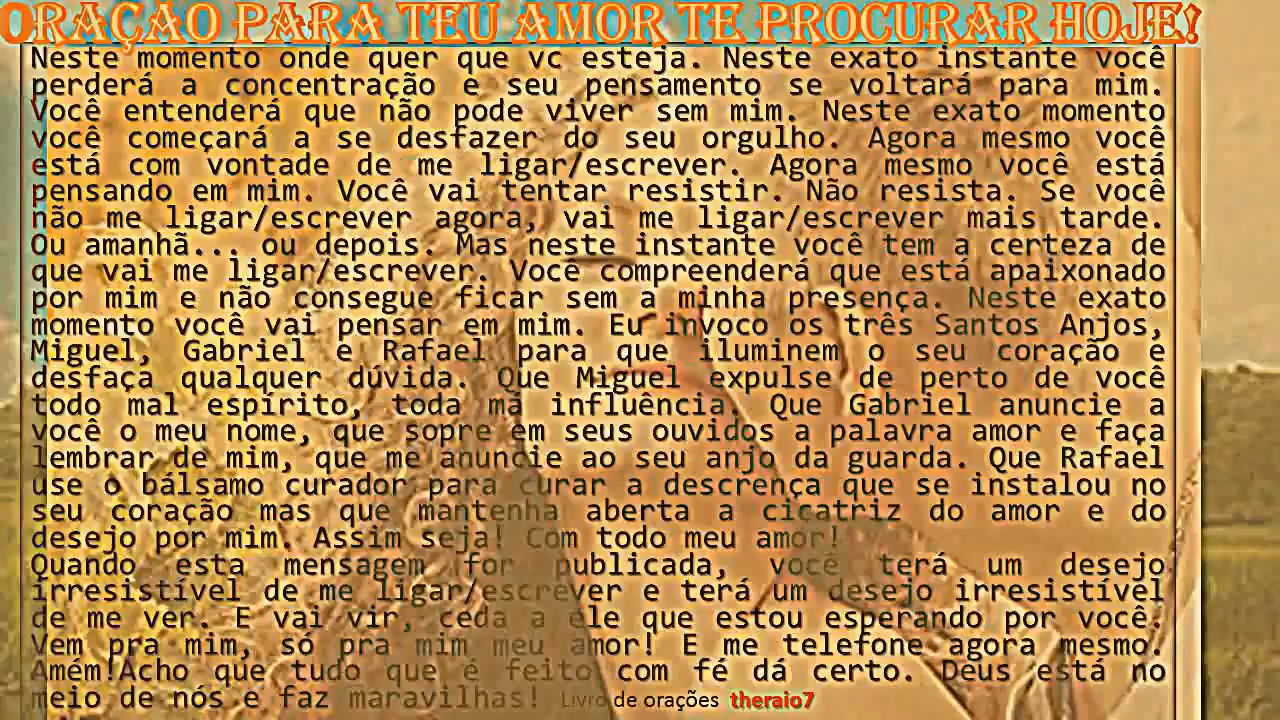 ORAÇÃO PARA TEU AMOR TE PROCURAR HOJE!
Neste momento onde quer que vc esteja. Neste exato instante você
perderá a concentração e seu pensamento se voltará para mim.
Você entenderá que não pode viver sem mim. Neste exato momento
você começará a se desfazer do seu orgulho. Agora mesmo você
está com vontade de me ligar/escrever. Agora mesmo você está
pensando em mim. Você vai tentar resistir. Não resista. Se você
não me ligar/escrever agora, vai me ligar/escrever mais tarde.
Ou amanhã... ou depois. Mas neste instante você tem a certeza de
que vai me ligar/escrever. Você compreenderá que está apaixonado
por mim e não consegue ficar sem a minha presença. Neste exato
momento você vai pensar em mim. Eu invoco os três Santos Anjos,
Miguel, Gabriel e Rafael para que iluminem o seu coração e
desfaça qualquer dúvida. Que Miguel expulse de perto de você
todo mal espírito, toda má influência. Que Gabriel anuncie a
você o meu nome, que sopre em seus ouvidos a palavra amor e faça
lembrar de mim, que me anuncie ao seu anjo da guarda. Que Rafael
use o bálsamo curador para curar a descrença que se instalou no
seu coração mas que mantenha aberta a cicatriz do amor e do
desejo por mim. Assim seja! Com todo meu amor!
Quando esta mensagem for publicada, você terá um desejo
irresistível de me ligar/escrever e terá um desejo irresistível
de me ver. E vai vir, ceda a ele que estou esperando por você.
Vem pra mim, só pra mim meu amor! E me telefone agora mesmo.
Amém!Acho que tudo que é feito com fé dá certo. Deus está no
meio de nós e faz maravilhas! Livro de orações theraio7